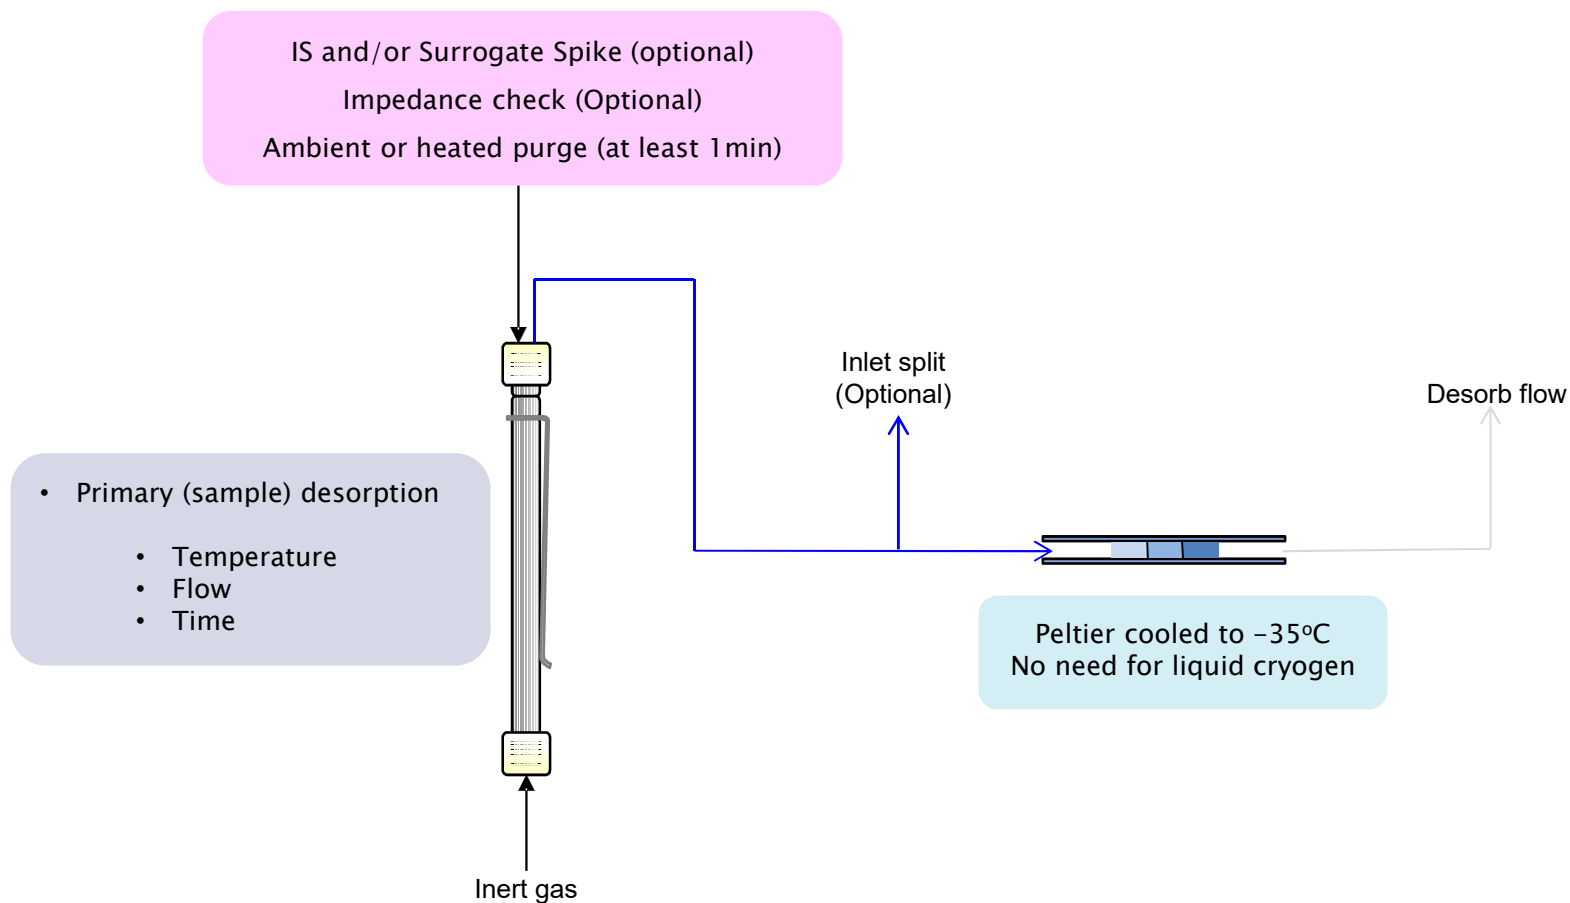 IS and/or Surrogate Spike (optional)
Impedance check (Optional)
Ambient or heated purge (at least 1min)
Inlet split
(Optional)
Desorb flow
• Primary (sample) desorption
• Temperature
• Flow
• Time
Peltier cooled to –35ºC
No need for liquid cryogen
Inert gas